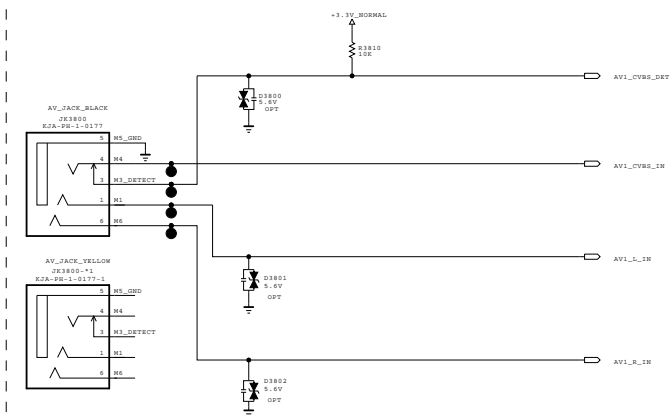 +3.3V_NORMAL
R3810
10K
AV1_CVBS_DET
D3800
5.6V
OPT
AV_JACK_BLACK
JK3800
KJA-PH-1-0177
5 M5_GND
4 M4
AV1_CVBS_IN
3 M3_DETECT
1 M1
6 M6
AV1_L_IN
AV_JACK_YELLOW
JK3800-*1
KJA-PH-1-0177-1
D3801
5.6V
OPT
5 M5_GND
4 M4
3 M3_DETECT
1 M1
6 M6
AV1_R_IN
D3802
5.6V
OPT